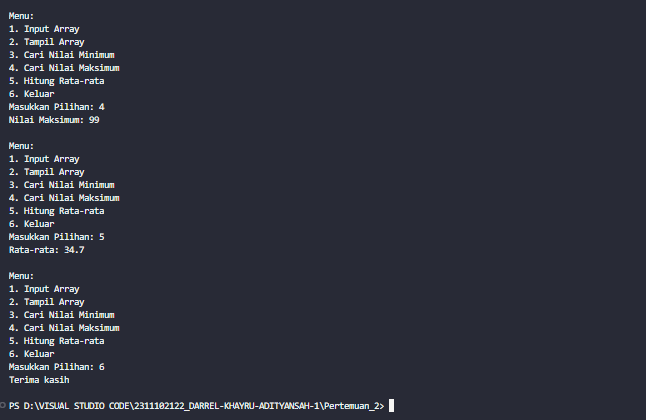 Menu:
1. Input Array
2. Tampil Array
3. Cari Nilai Minimum
4. Cari Nilai Maksimum
5. Hitung Rata-rata
6. Keluar
Masukkan Pilihan: 4
Nilai Maksimum: 99
Menu:
1. Input Array
2. Tampil Array
3. Cari Nilai Minimum
4. Cari Nilai Maksimum
5. Hitung Rata-rata
6. Keluar
Masukkan Pilihan: 5
Rata-rata: 34.7
Menu:
1. Input Array
2. Tampil Array
3. Cari Nilai Minimum
4. Cari Nilai Maksimum
5. Hitung Rata-rata
6. Keluar
Masukkan Pilihan: 6
Terima kasih
PS D:\VISUAL STUDIO CODE\2311102122_DARREL-KHAYRU-ADITYANSAH-1\Pertemuan_2>